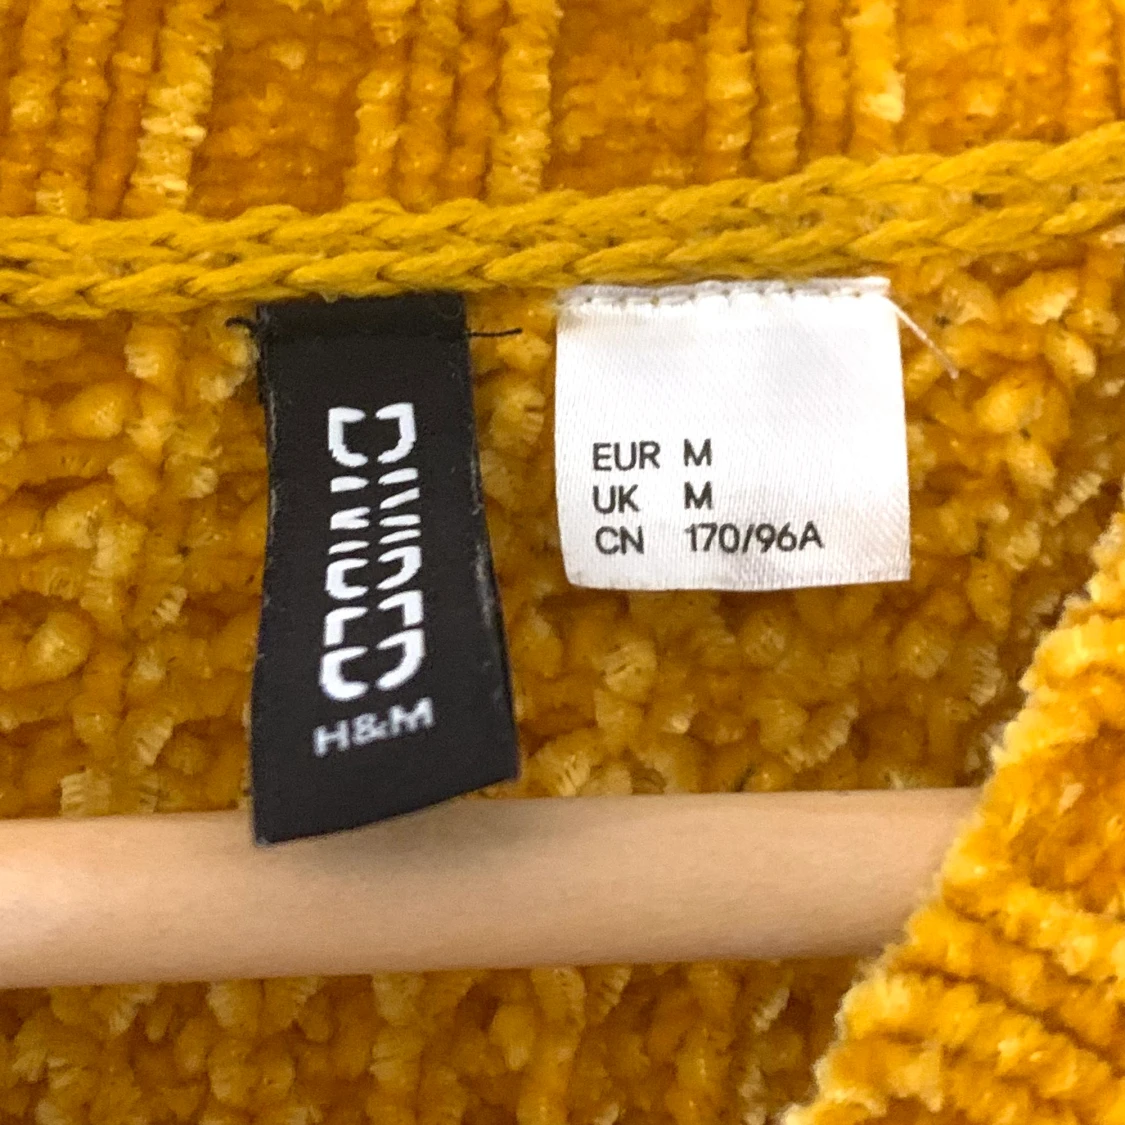 DIVIDED
H&M
EUR M
UK M
CN 170/96A